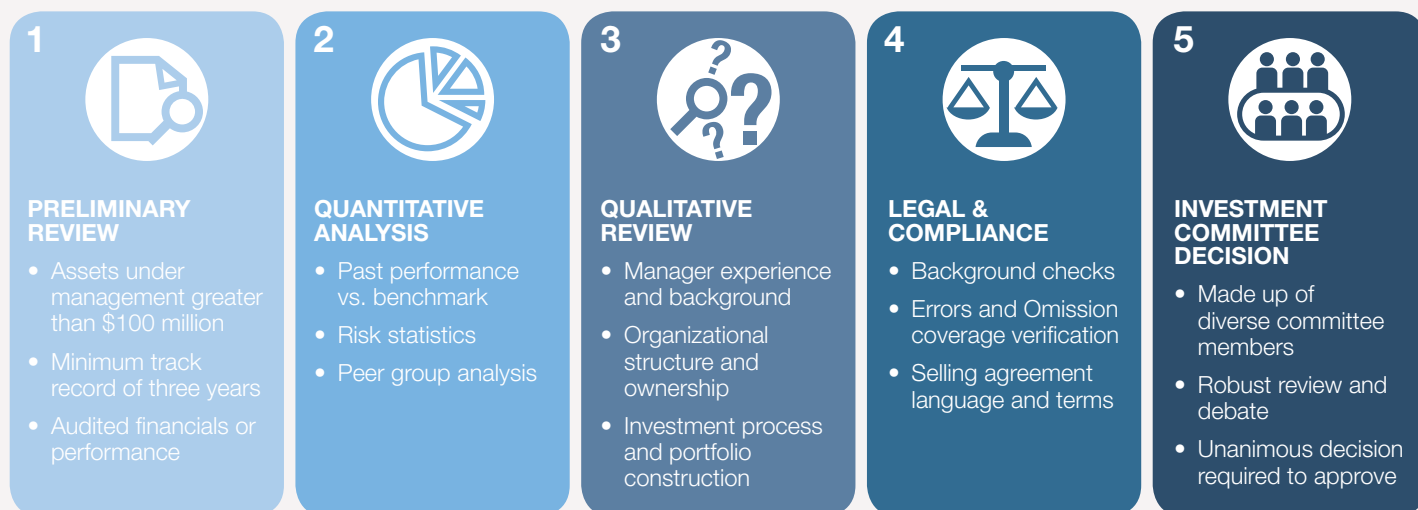 1
PRELIMINARY
REVIEW
• Assets under
management greater
than $100 million
• Minimum track
record of three years
• Audited financials or
performance
2
QUANTITATIVE
ANALYSIS
• Past performance
vs. benchmark
• Risk statistics
• Peer group analysis
3
? ? ?
QUALITATIVE
REVIEW
• Manager experience
and background
• Organizational
structure and
ownership
• Investment process
and portfolio
construction
4
LEGAL &
COMPLIANCE
• Background checks
• Errors and Omission
coverage verification
• Selling agreement
language and terms
5
INVESTMENT
COMMITTEE
DECISION
• Made up of
diverse committee
members
• Robust review and
debate
• Unanimous decision
required to approve